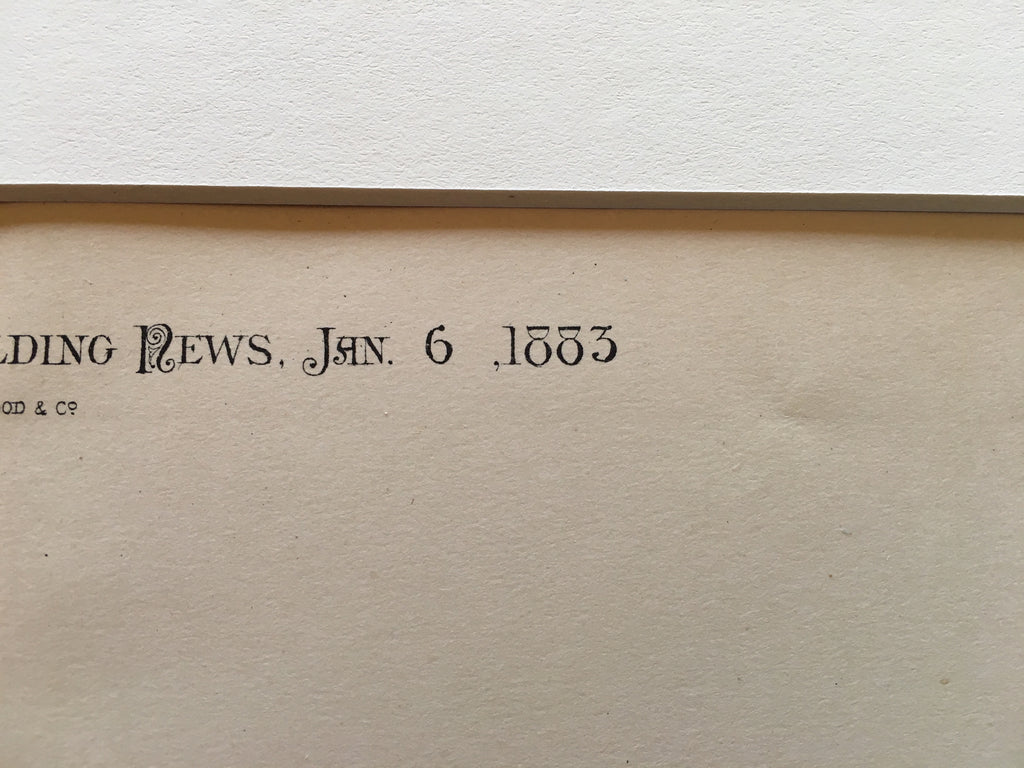 LDING NEWS, JAN. 6 ,1883
OD & Cº